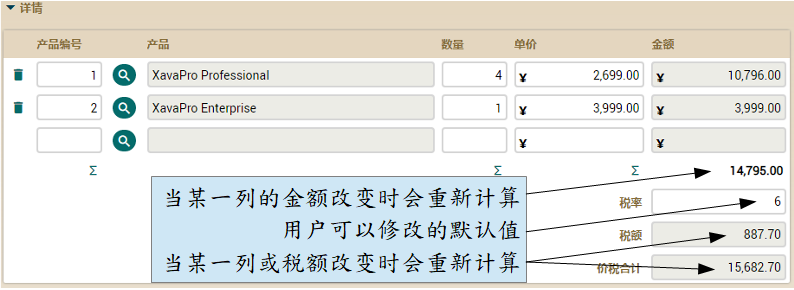 详情
产品编号 产品 数量 单价 金额
1 XavaPro Professional 4 ¥ 2,699.00 ¥ 10,796.00
2 XavaPro Enterprise 1 ¥ 3,999.00 ¥ 3,999.00
¥ ¥
Σ Σ Σ 14,795.00
当某一列的金额改变时会重新计算
税率 6
用户可以修改的默认值
税额 887.70
当某一列或税额改变时会重新计算
价税合计 15,682.70